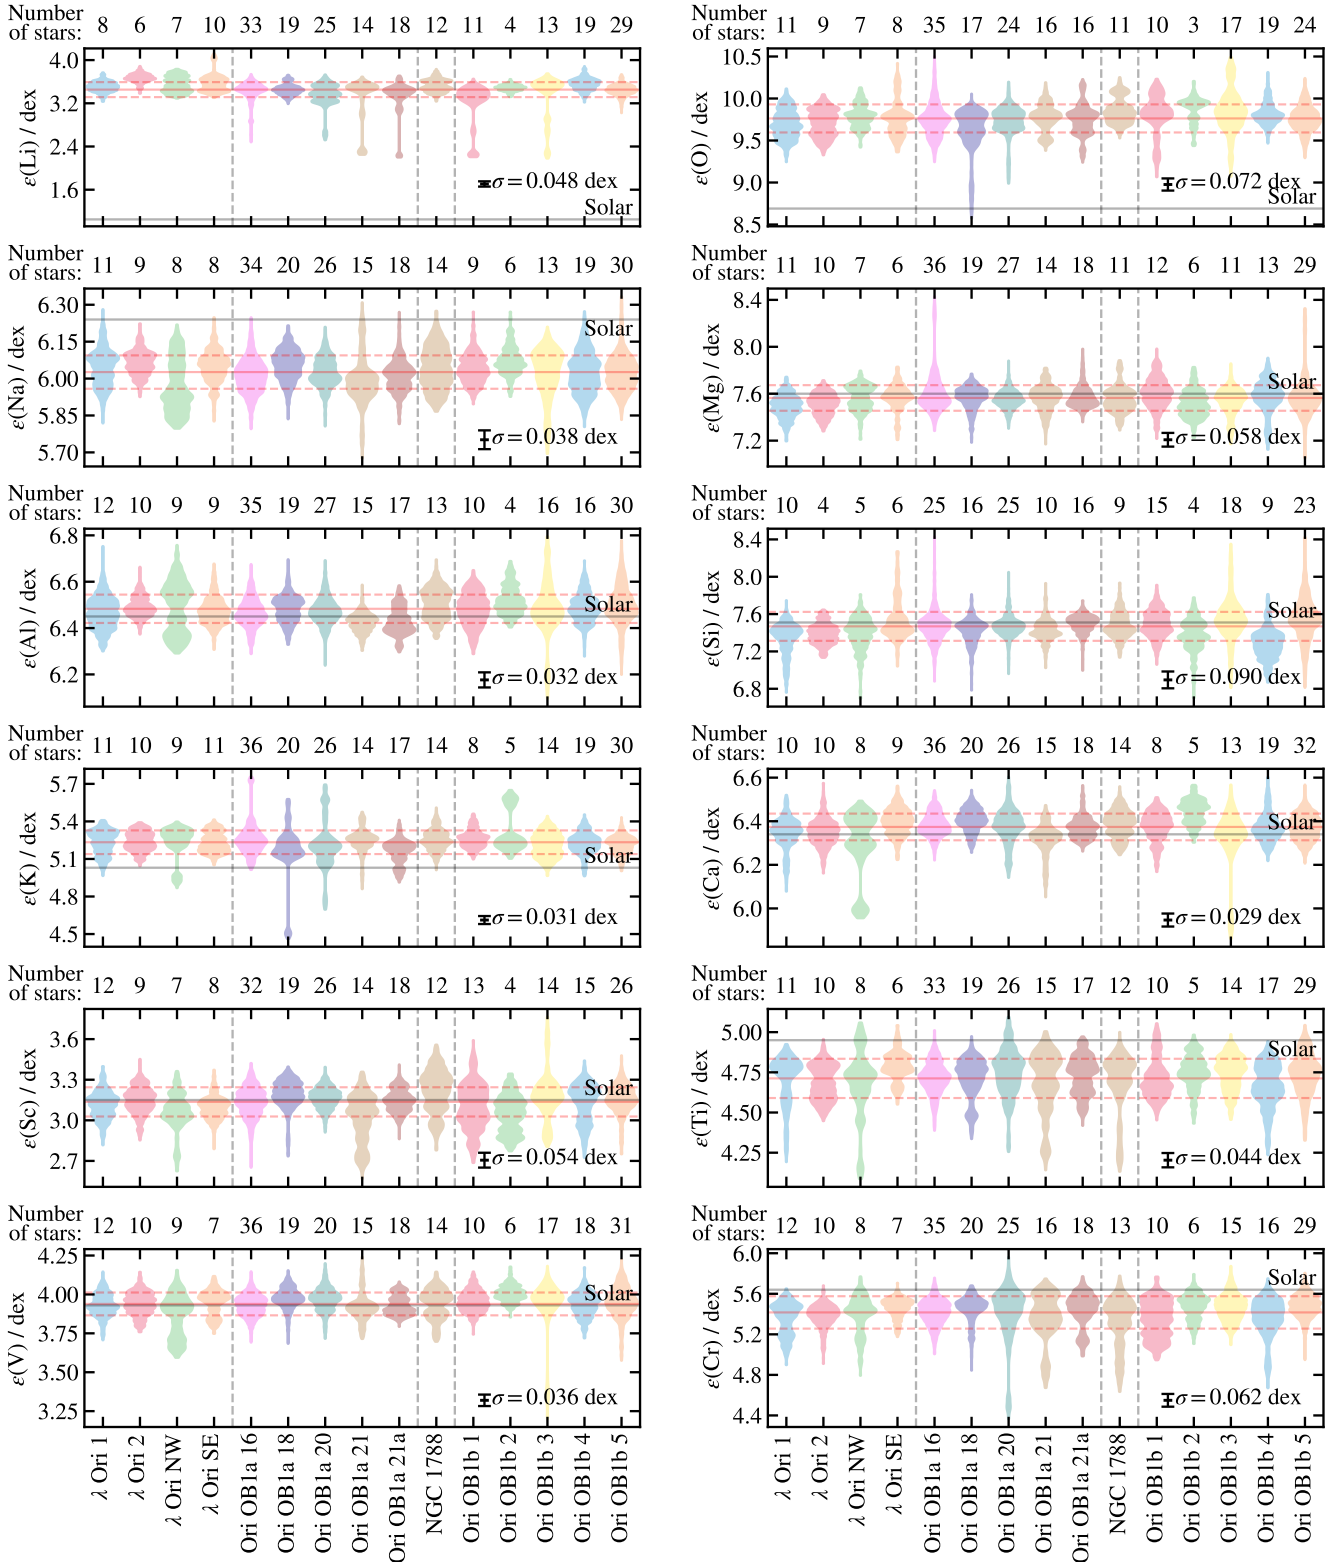 Number
of stars: 8 6 7 10 33 19 25 14 17 12 11 4 13 19 29
4.0
3.2
2.4
1.6
ε(Li) / dex
σ = 0.048 dex
Solar
Number
of stars: 11 9 7 8 35 17 24 16 16 11 10 3 17 19 24
10.5
10.0
9.5
9.0
8.5
ε(O) / dex
σ = 0.072 dex
Solar
Number
of stars: 11 9 8 8 34 20 26 15 18 14 9 6 13 20 30
6.30
6.15
6.00
5.85
5.70
ε(Na) / dex
Solar
σ = 0.038 dex
Number
of stars: 11 10 7 6 36 19 27 14 18 11 12 6 11 13 29
8.4
8.0
7.6
7.2
ε(Mg) / dex
Solar
σ = 0.058 dex
Number
of stars: 12 10 9 9 35 19 27 13 17 13 10 4 16 16 30
6.8
6.6
6.4
6.2
ε(Al) / dex
Solar
σ = 0.032 dex
Number
of stars: 10 4 5 6 25 16 25 10 16 9 15 4 18 9 23
8.4
8.0
7.6
7.2
6.8
ε(Si) / dex
Solar
σ = 0.090 dex
Number
of stars: 11 10 9 11 36 20 26 14 17 14 8 5 14 19 30
5.7
5.4
5.1
4.8
4.5
ε(K) / dex
Solar
σ = 0.031 dex
Number
of stars: 10 10 8 9 36 20 26 15 18 14 8 5 13 19 32
6.6
6.4
6.2
6.0
ε(Ca) / dex
Solar
σ = 0.029 dex
Number
of stars: 12 9 7 8 32 19 26 14 18 12 13 4 14 15 26
3.6
3.3
3.0
2.7
ε(Sc) / dex
Solar
σ = 0.054 dex
Number
of stars: 11 10 8 6 33 19 26 15 17 12 10 5 14 17 29
5.00
4.75
4.50
4.25
ε(Ti) / dex
Solar
σ = 0.044 dex
Number
of stars: 12 10 9 7 36 19 20 15 18 14 10 6 17 18 31
4.25
4.00
3.75
3.50
3.25
ε(V) / dex
Solar
σ = 0.036 dex
Number
of stars: 12 10 8 7 35 20 25 16 18 13 10 6 15 16 29
6.0
5.6
5.2
4.8
4.4
ε(Cr) / dex
Solar
σ = 0.062 dex
λ Ori 1
λ Ori 2
λ Ori NW
λ Ori SE
Ori OB1a 16
Ori OB1a 18
Ori OB1a 20
Ori OB1a 21
Ori OB1a 21a
NGC 1788
Ori OB1b 1
Ori OB1b 2
Ori OB1b 3
Ori OB1b 4
Ori OB1b 5
λ Ori 1
λ Ori 2
λ Ori NW
λ Ori SE
Ori OB1a 16
Ori OB1a 18
Ori OB1a 20
Ori OB1a 21
Ori OB1a 21a
NGC 1788
Ori OB1b 1
Ori OB1b 2
Ori OB1b 3
Ori OB1b 4
Ori OB1b 5